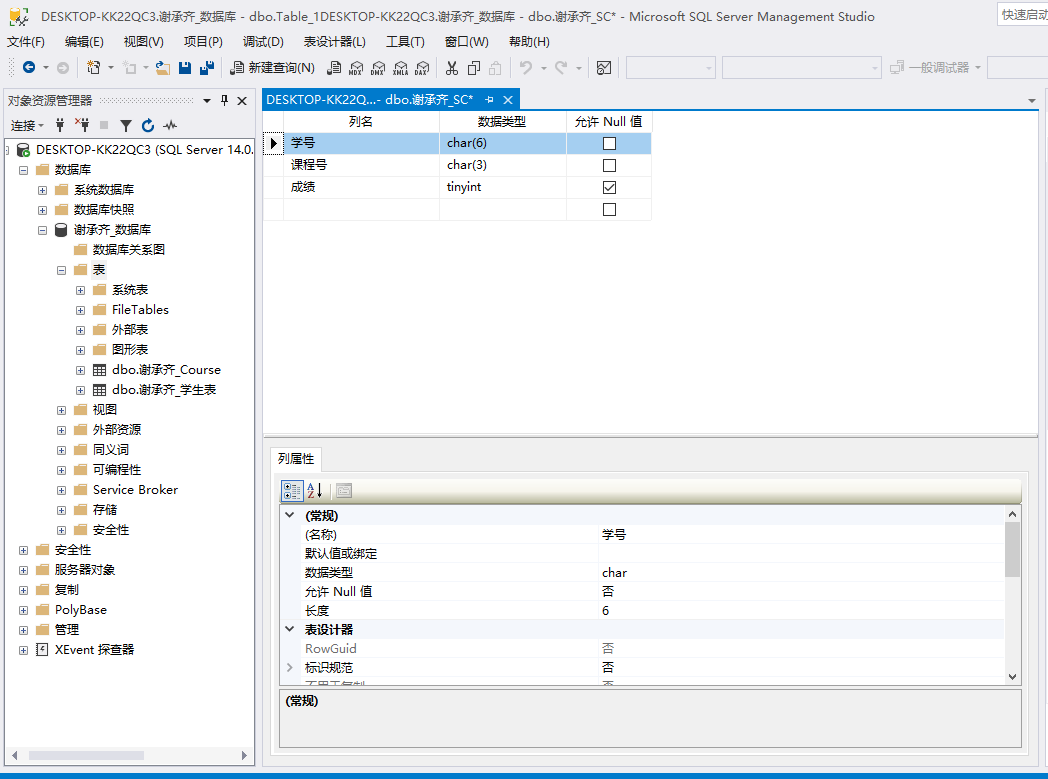 DESKTOP-KK22QC3.谢承齐_数据库 - dbo.Table_1DESKTOP-KK22QC3.谢承齐_数据库 - dbo.谢承齐_SC* - Microsoft SQL Server Management Studio
快速启动
文件(F) 编辑(E) 视图(V) 项目(P) 调试(D) 表设计器(L) 工具(T) 窗口(W) 帮助(H)
新建查询(N) MDX DMX XMLA DAX 一般调试器
对象资源管理器
连接
DESKTOP-KK22QC3 (SQL Server 14.0.
数据库
系统数据库
数据库快照
谢承齐_数据库
数据库关系图
表
系统表
FileTables
外部表
图形表
dbo.谢承齐_Course
dbo.谢承齐_学生表
视图
外部资源
同义词
可编程性
Service Broker
存储
安全性
安全性
服务器对象
复制
PolyBase
管理
XEvent 探查器
DESKTOP-KK22Q...- dbo.谢承齐_SC*
列名 数据类型 允许 Null 值
学号 char(6)
课程号 char(3)
成绩 tinyint
列属性
(常规)
(名称) 学号
默认值或绑定
数据类型 char
允许 Null 值 否
长度 6
表设计器
RowGuid 否
标识规范 否
不用于复制 否
(常规)